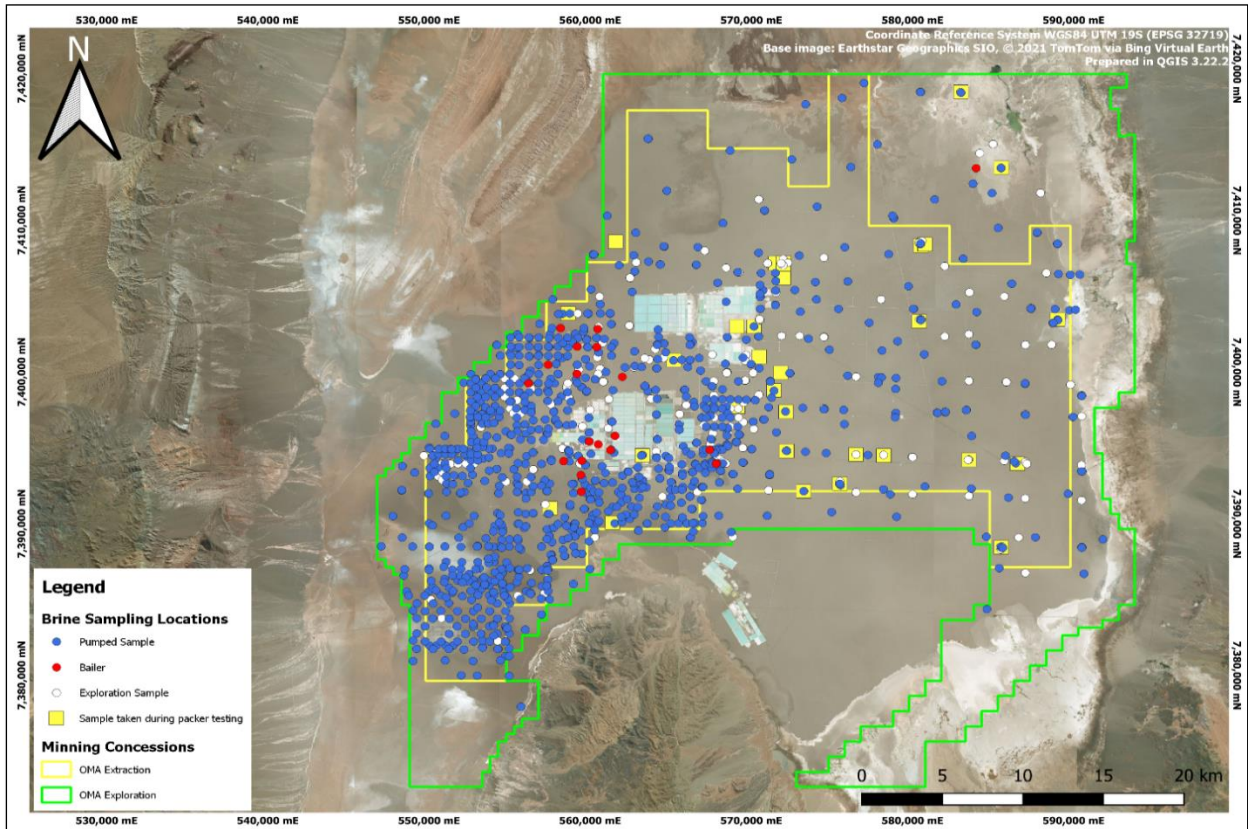 530,000 mE 540,000 mE 550,000 mE 560,000 mE 570,000 mE 580,000 mE 590,000 mE
Coordinate Reference System WGS84 UTM 19S (EPSG 32719)
Base image: Earthstar Geographics SIO, © 2021 TomTom via Bing Virtual Earth
Prepared in QGIS 3.22.2
N
7,420,000 mN
7,410,000 mN
7,400,000 mN
7,390,000 mN
7,380,000 mN
7,420,000 mN
7,410,000 mN
7,400,000 mN
7,390,000 mN
7,380,000 mN
Legend
Brine Sampling Locations
Pumped Sample
Bailer
Exploration Sample
Sample taken during packer testing
Minning Concessions
OMA Extraction
OMA Exploration
0 5 10 15 20 km
530,000 mE 540,000 mE 550,000 mE 560,000 mE 570,000 mE 580,000 mE 590,000 mE